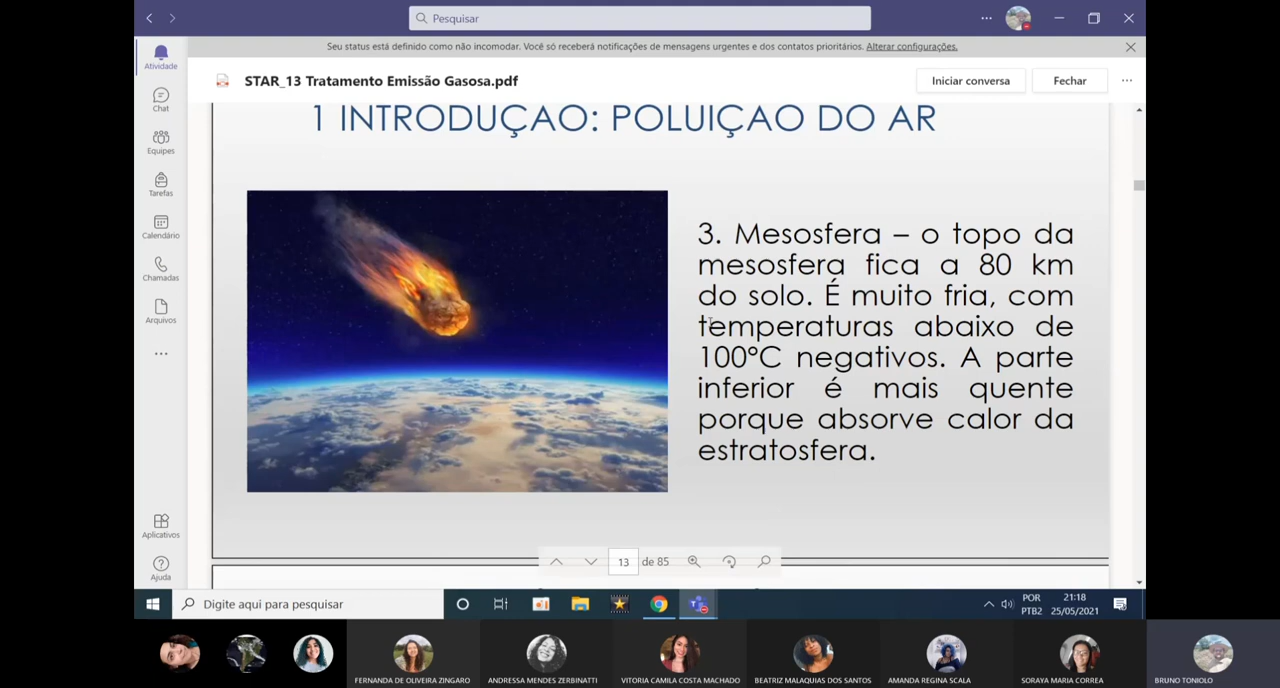 Pesquisar
Seu status está definido como não incomodar. Você só receberá notificações de mensagens urgentes e dos contatos prioritários. Alterar configurações.
Atividade
STAR_13 Tratamento Emissão Gasosa.pdf
Iniciar conversa
Fechar
Chat
Equipes
Tarefas
Calendário
Chamadas
Arquivos
1 INTRODUÇAO: POLUIÇAO DO AR
3. Mesosfera – o topo da
mesosfera fica a 80 km
do solo. É muito fria, com
temperaturas abaixo de
100ºC negativos. A parte
inferior é mais quente
porque absorve calor da
estratosfera.
Aplicativos
Ajuda
13 de 85
Digite aqui para pesquisar
POR
PTB2
21:18
25/05/2021
FERNANDA DE OLIVEIRA ZINGARO
ANDRESSA MENDES ZERBINATTI
VITORIA CAMILA COSTA MACHADO
BEATRIZ MALAQUIAS DOS SANTOS
AMANDA REGINA SCALA
SORAYA MARIA CORREA
BRUNO TONIOLO